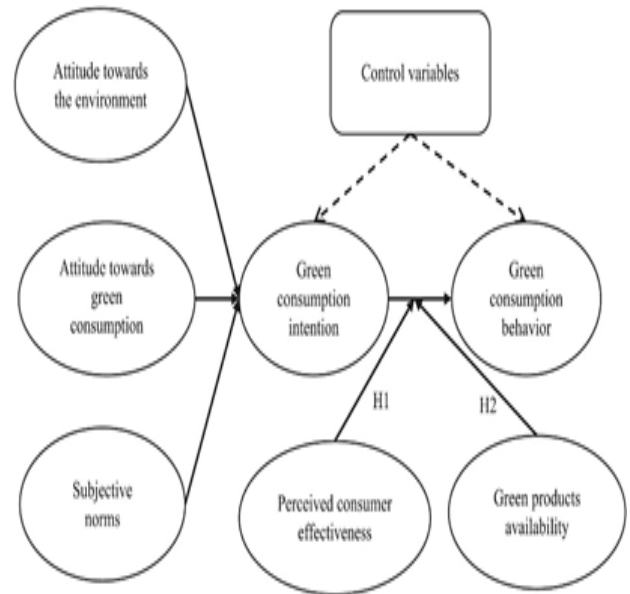 Attitude towards
the environment
Control variables
Attitude towards
green
consumption
Green
consumption
intention
Green
consumption
behavior
H1
H2
Subjective
norms
Perceived consumer
effectiveness
Green products
availability